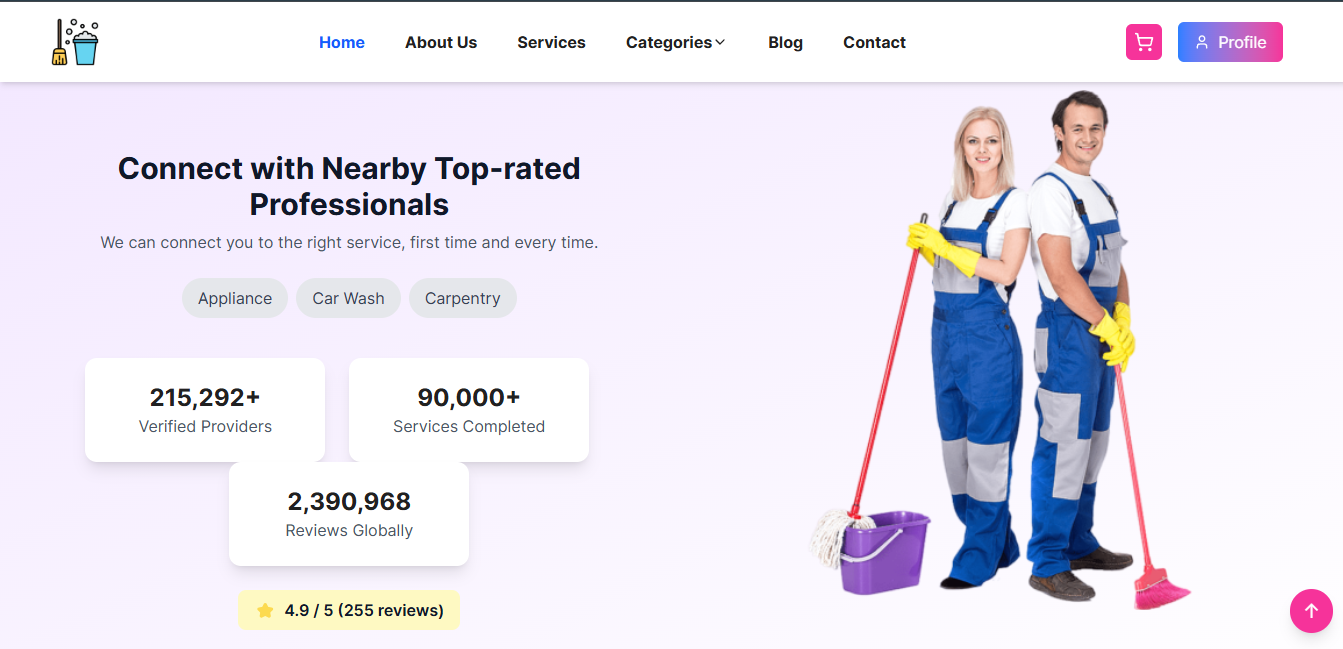 Home About Us Services Categories Blog Contact Profile
Connect with Nearby Top-rated
Professionals
We can connect you to the right service, first time and every time.
Appliance Car Wash Carpentry
215,292+ 90,000+
Verified Providers Services Completed
2,390,968
Reviews Globally
4.9 / 5 (255 reviews)